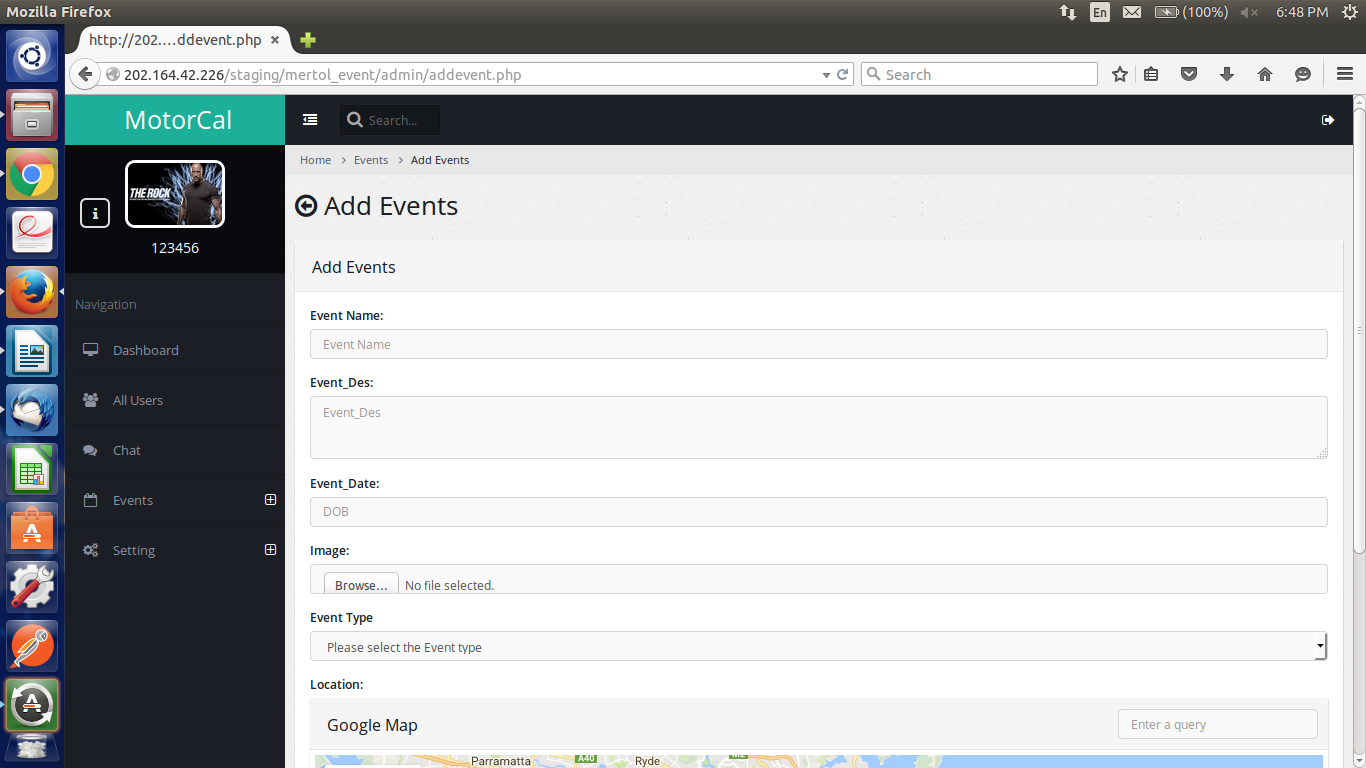 Mozilla Firefox
En
(100%)
6:48 PM
http://202....ddevent.php
202.164.42.226/staging/mertol_event/admin/addevent.php
Search
MotorCal
Search...
THE ROCK
123456
Home
Events
Add Events
Add Events
Navigation
Dashboard
All Users
Chat
Events
Setting
Add Events
Event Name:
Event Name
Event_Des:
Event_Des
Event_Date:
DOB
Image:
Browse... No file selected.
Event Type
Please select the Event type
Location:
Google Map
Enter a query
Parramatta
A40
Ryde
M2